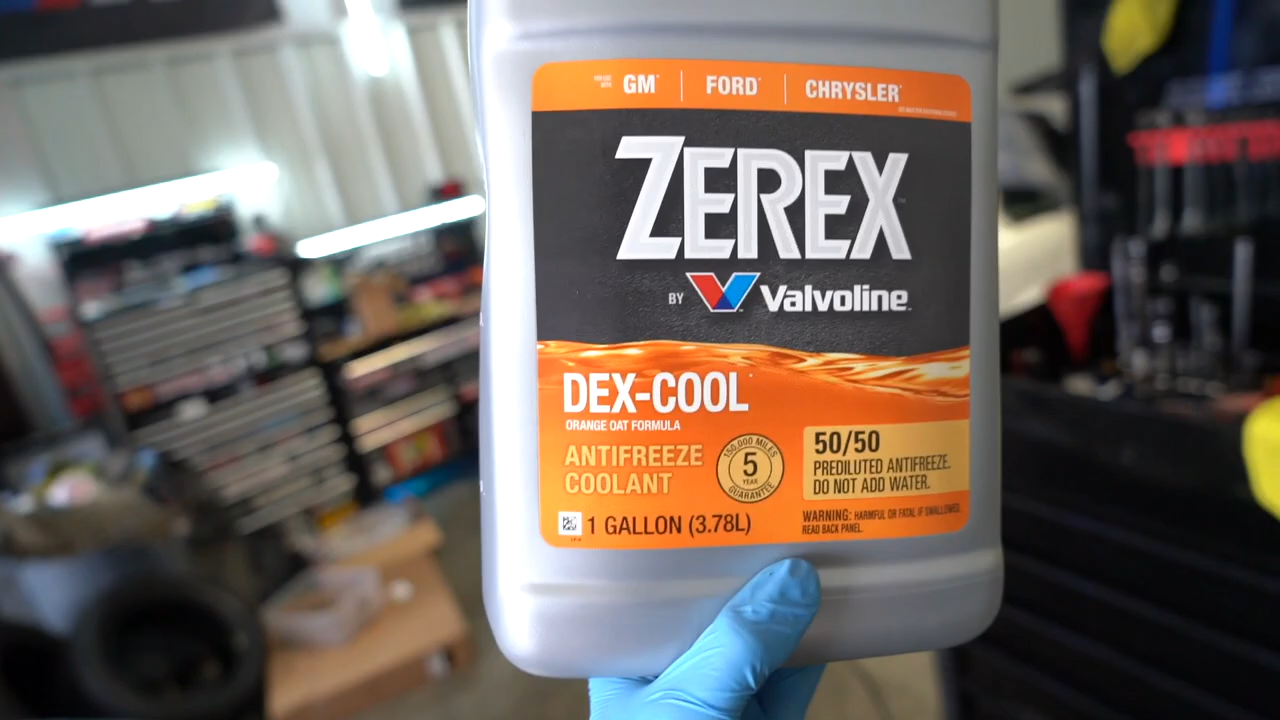 GM | FORD | CHRYSLER
ZEREX
BY Valvoline
DEX-COOL
ORANGE OAT FORMULA
ANTIFREEZE
COOLANT
150,000 MILES
5
YEAR
GUARANTEE
50/50
PREDILUTED ANTIFREEZE.
DO NOT ADD WATER.
1 GALLON (3.78L)
WARNING: HARMFUL OR FATAL IF SWALLOWED.
READ BACK PANEL.